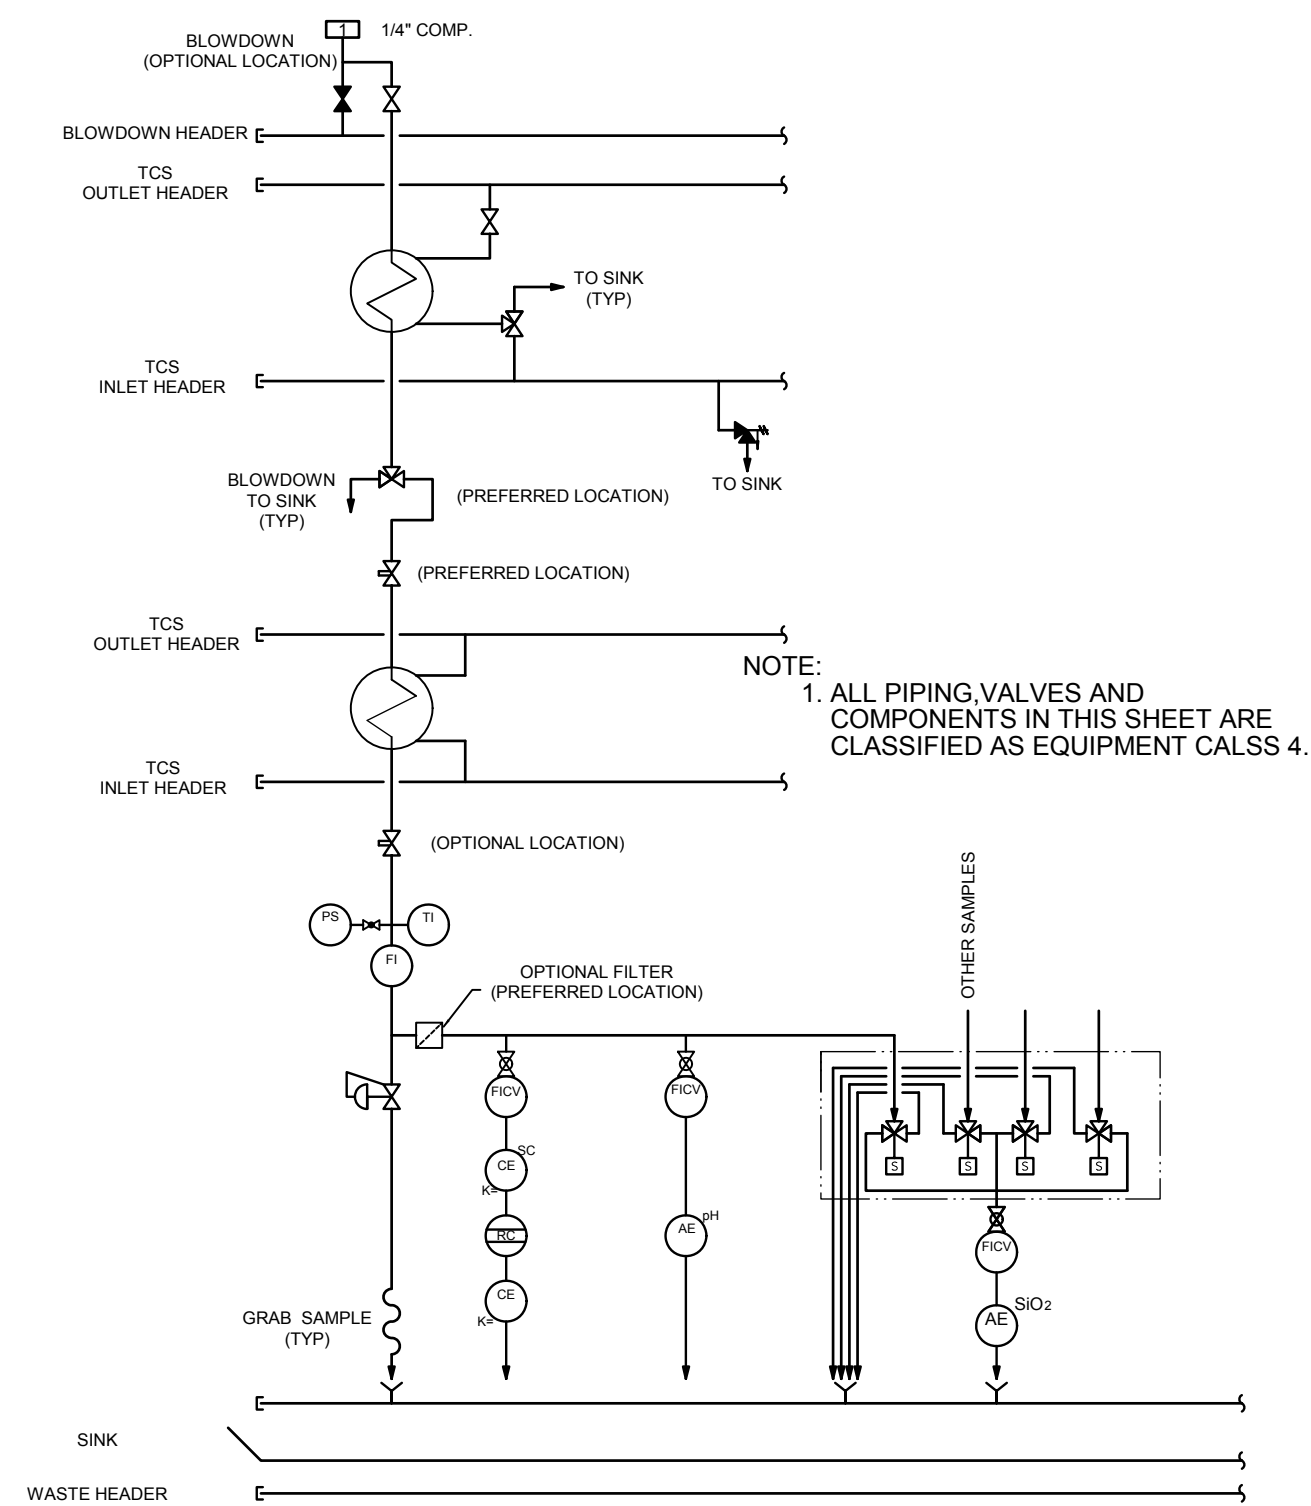 1
1/4" COMP.
BLOWDOWN
(OPTIONAL LOCATION)
BLOWDOWN HEADER
TCS
OUTLET HEADER
TO SINK
(TYP)
TCS
INLET HEADER
BLOWDOWN
TO SINK
(TYP)
(PREFERRED LOCATION)
TO SINK
(PREFERRED LOCATION)
TCS
OUTLET HEADER
NOTE:
1. ALL PIPING,VALVES AND
COMPONENTS IN THIS SHEET ARE
CLASSIFIED AS EQUIPMENT CALSS 4.
TCS
INLET HEADER
(OPTIONAL LOCATION)
OTHER SAMPLES
PS
TI
FI
OPTIONAL FILTER
(PREFERRED LOCATION)
FICV
FICV
SC
CE
K=
S
S
S
S
RC
pH
AE
FICV
CE
K=
SiO2
AE
GRAB SAMPLE
(TYP)
SINK
WASTE HEADER